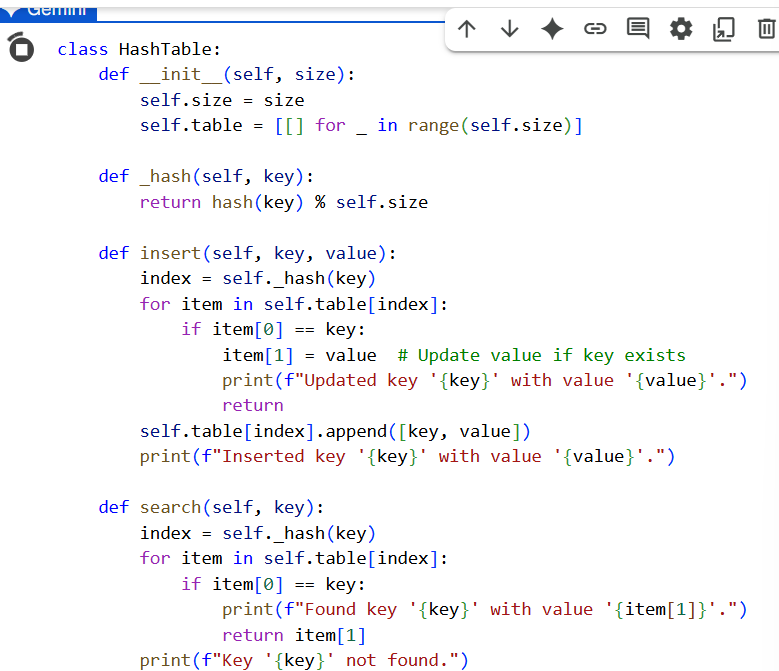 Gemini
class HashTable:
    def __init__(self, size):
        self.size = size
        self.table = [[] for _ in range(self.size)]

    def _hash(self, key):
        return hash(key) % self.size

    def insert(self, key, value):
        index = self._hash(key)
        for item in self.table[index]:
            if item[0] == key:
                item[1] = value  # Update value if key exists
                print(f"Updated key '{key}' with value '{value}'.")
                return
        self.table[index].append([key, value])
        print(f"Inserted key '{key}' with value '{value}'.")

    def search(self, key):
        index = self._hash(key)
        for item in self.table[index]:
            if item[0] == key:
                print(f"Found key '{key}' with value '{item[1]}'.")
                return item[1]
        print(f"Key '{key}' not found.")